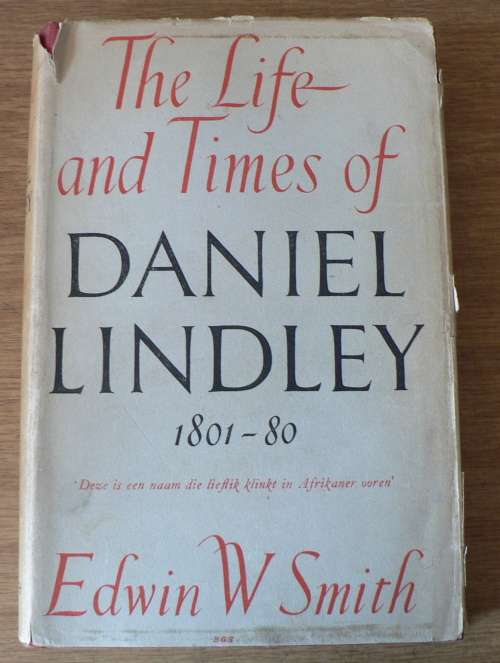 The Life
and Times of
DANIEL
LINDLEY
1801-80
'Deze is een naam die lieflik klinkt in Afrikaner ooren'
Edwin W Smith